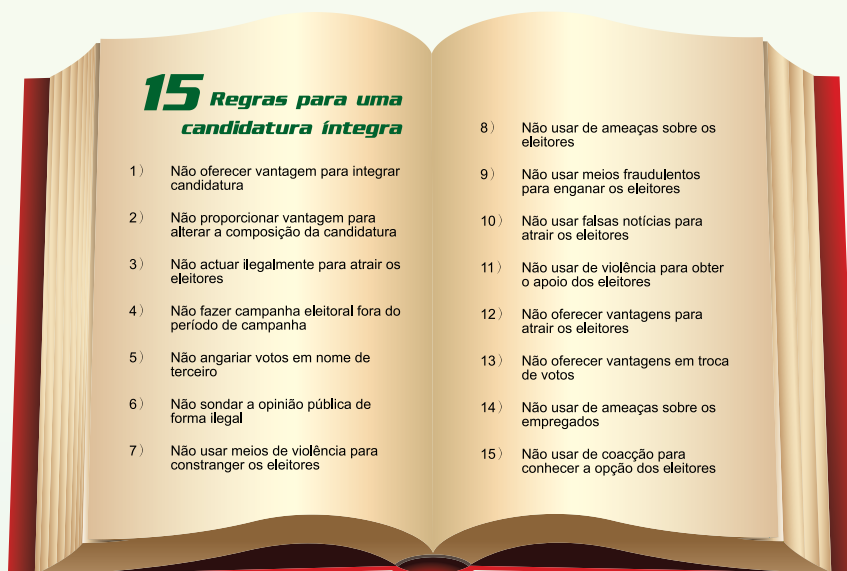 15 Regras para uma
candidatura íntegra
1) Não oferecer vantagem para integrar
candidatura
2) Não proporcionar vantagem para
alterar a composição da candidatura
3) Não actuar ilegalmente para atrair os
eleitores
4) Não fazer campanha eleitoral fora do
período de campanha
5) Não angariar votos em nome de
terceiro
6) Não sondar a opinião pública de
forma ilegal
7) Não usar meios de violência para
constranger os eleitores
8) Não usar de ameaças sobre os
eleitores
9) Não usar meios fraudulentos
para enganar os eleitores
10) Não usar falsas notícias para
atrair os eleitores
11) Não usar de violência para obter
o apoio dos eleitores
12) Não oferecer vantagens para
atrair os eleitores
13) Não oferecer vantagens em troca
de votos
14) Não usar de ameaças sobre os
empregados
15) Não usar de coacção para
conhecer a opção dos eleitores